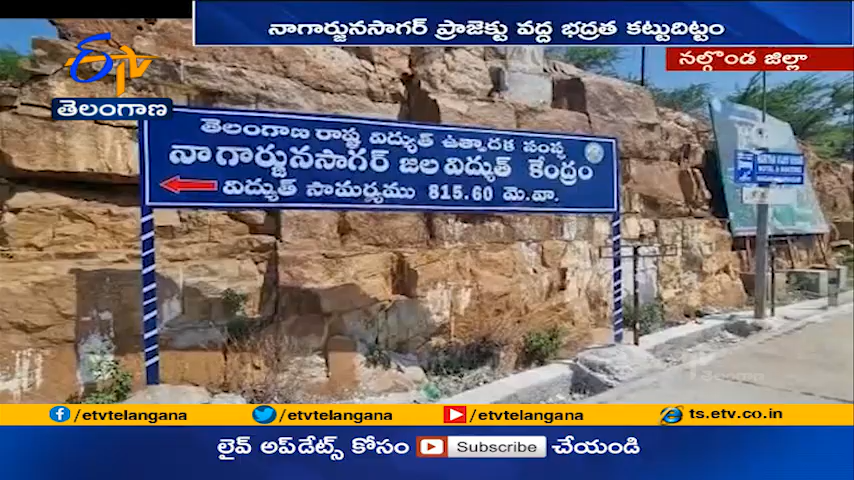 నాగార్జునసాగర్ ప్రాజెక్టు వద్ద భద్రత కట్టుదిట్టం
నల్గొండ జిల్లా
ETV
తెలంగాణ
తెలంగాణ రాష్ట్ర విద్యుత్ ఉత్పాదక సంస్థ
నాగార్జునసాగర్ జల విద్యుత్ కేంద్రం
విద్యుత్ సామర్థ్యము 815.60 మె.వా.
/etvtelangana
/etvtelangana
/etvtelangana
ts.etv.co.in
లైవ్ అప్‌డేట్స్ కోసం Subscribe చేయండి